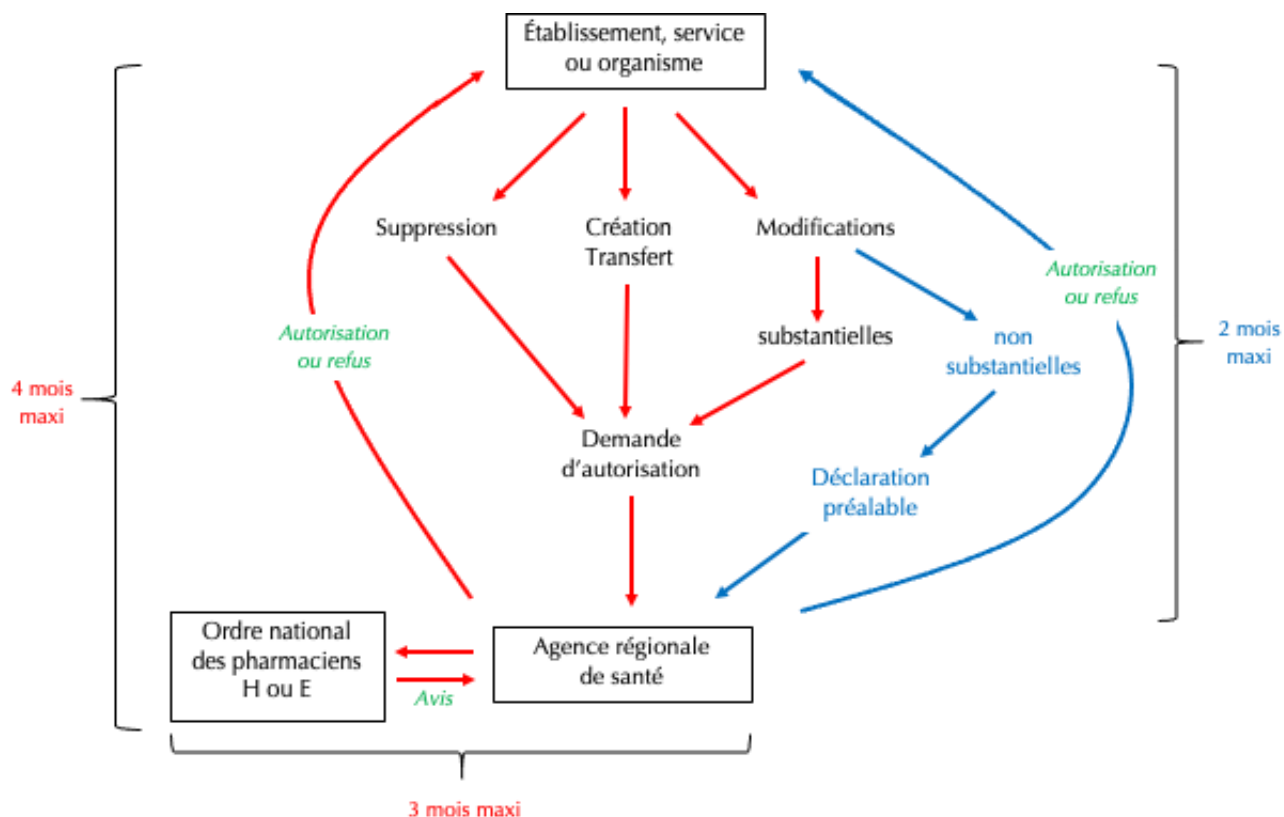 Établissement, service
ou organisme
Suppression
Création
Transfert
Modifications
Autorisation
ou refus
Autorisation
ou refus
substantielles
non
substantielles
2 mois
maxi
4 mois
maxi
Demande
d'autorisation
Déclaration
préalable
Ordre national
des pharmaciens
H ou E
Avis
Agence régionale
de santé
3 mois maxi